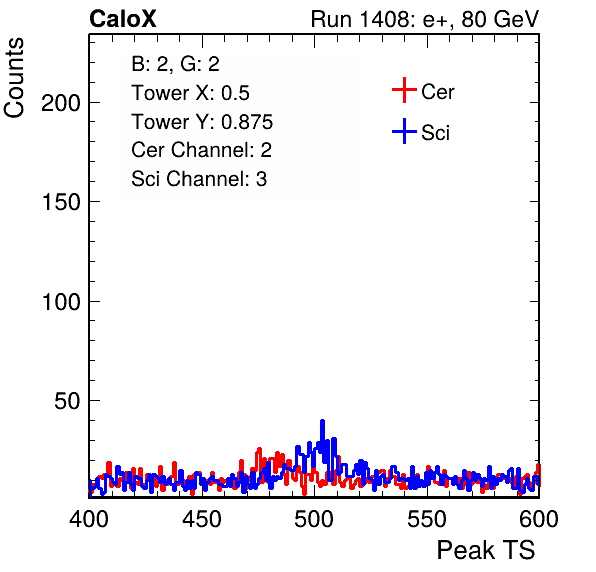 CaloX
Run 1408: e+, 80 GeV
Counts
B: 2, G: 2
Tower X: 0.5
Tower Y: 0.875
Cer Channel: 2
Sci Channel: 3
Cer
Sci
200
150
100
50
400
450
500
550
600
Peak TS